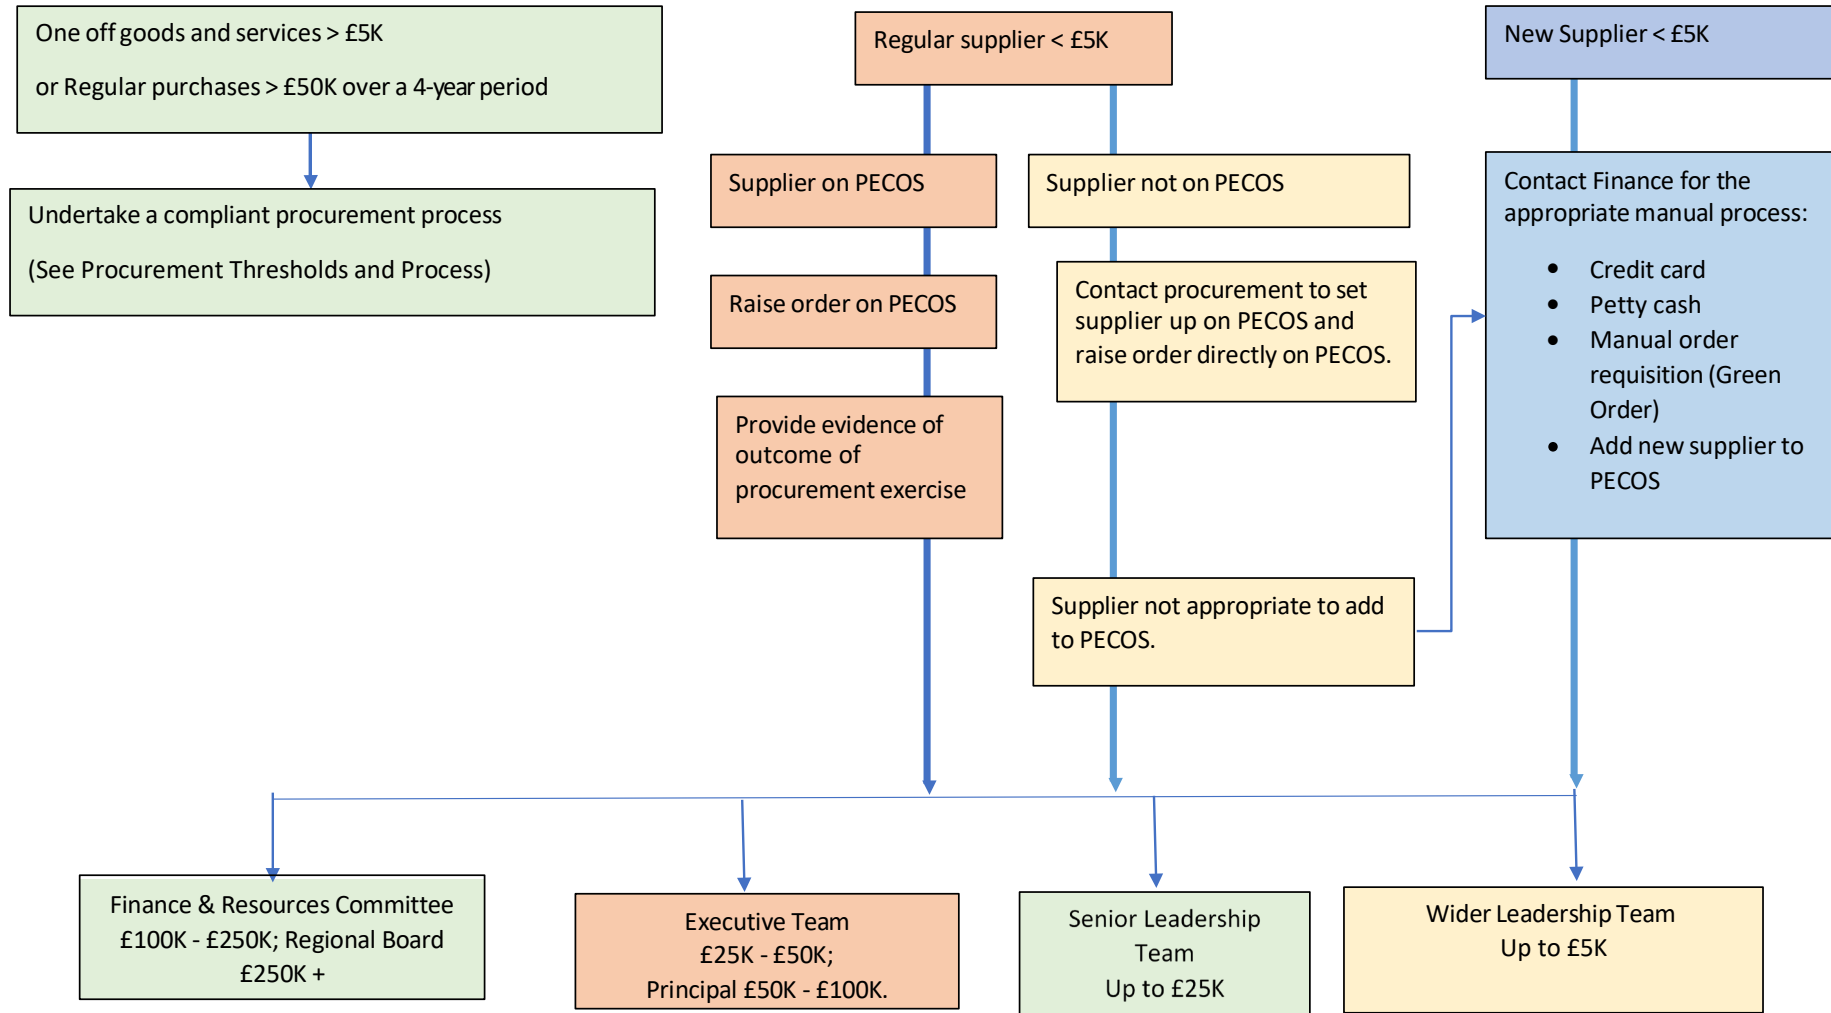 One off goods and services > £5K
or Regular purchases > £50K over a 4-year period
Undertake a compliant procurement process
(See Procurement Thresholds and Process)
Regular supplier < £5K
Supplier on PECOS
Raise order on PECOS
Provide evidence of
outcome of
procurement exercise
Supplier not on PECOS
Contact procurement to set
supplier up on PECOS and
raise order directly on PECOS.
Supplier not appropriate to add
to PECOS.
New Supplier < £5K
Contact Finance for the
appropriate manual process:
• Credit card
• Petty cash
• Manual order
requisition (Green
Order)
• Add new supplier to
PECOS
Finance & Resources Committee
£100K - £250K; Regional Board
£250K +
Executive Team
£25K - £50K;
Principal £50K - £100K.
Senior Leadership
Team
Up to £25K
Wider Leadership Team
Up to £5K